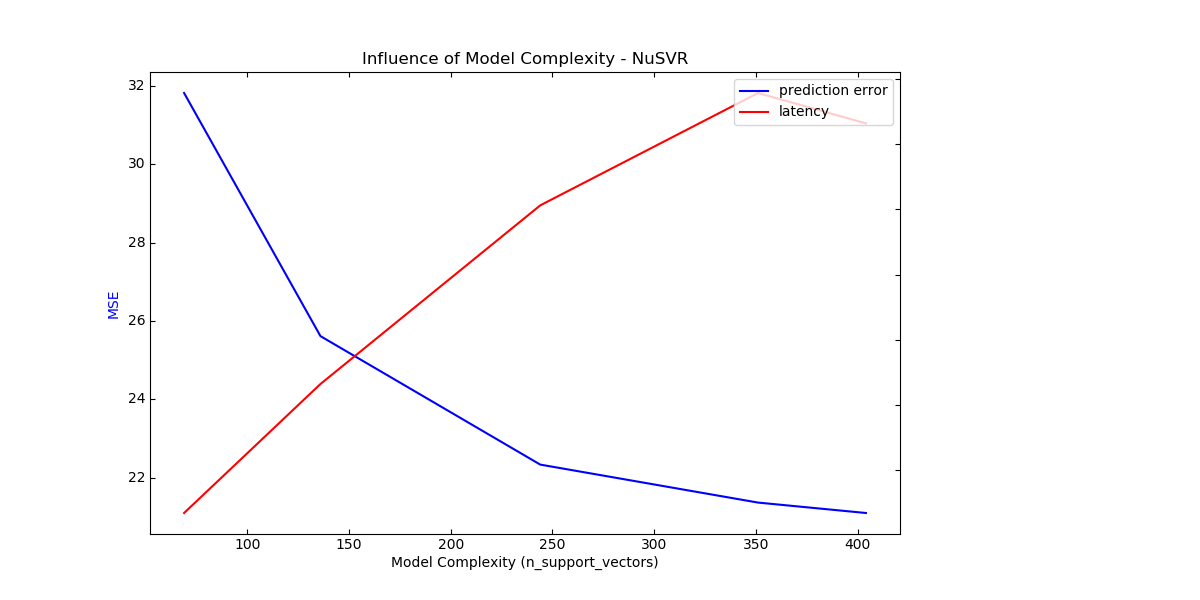 Influence of Model Complexity - NuSVR
prediction error
latency
32
30
28
26
24
22
MSE
100 150 200 250 300 350 400
Model Complexity (n_support_vectors)